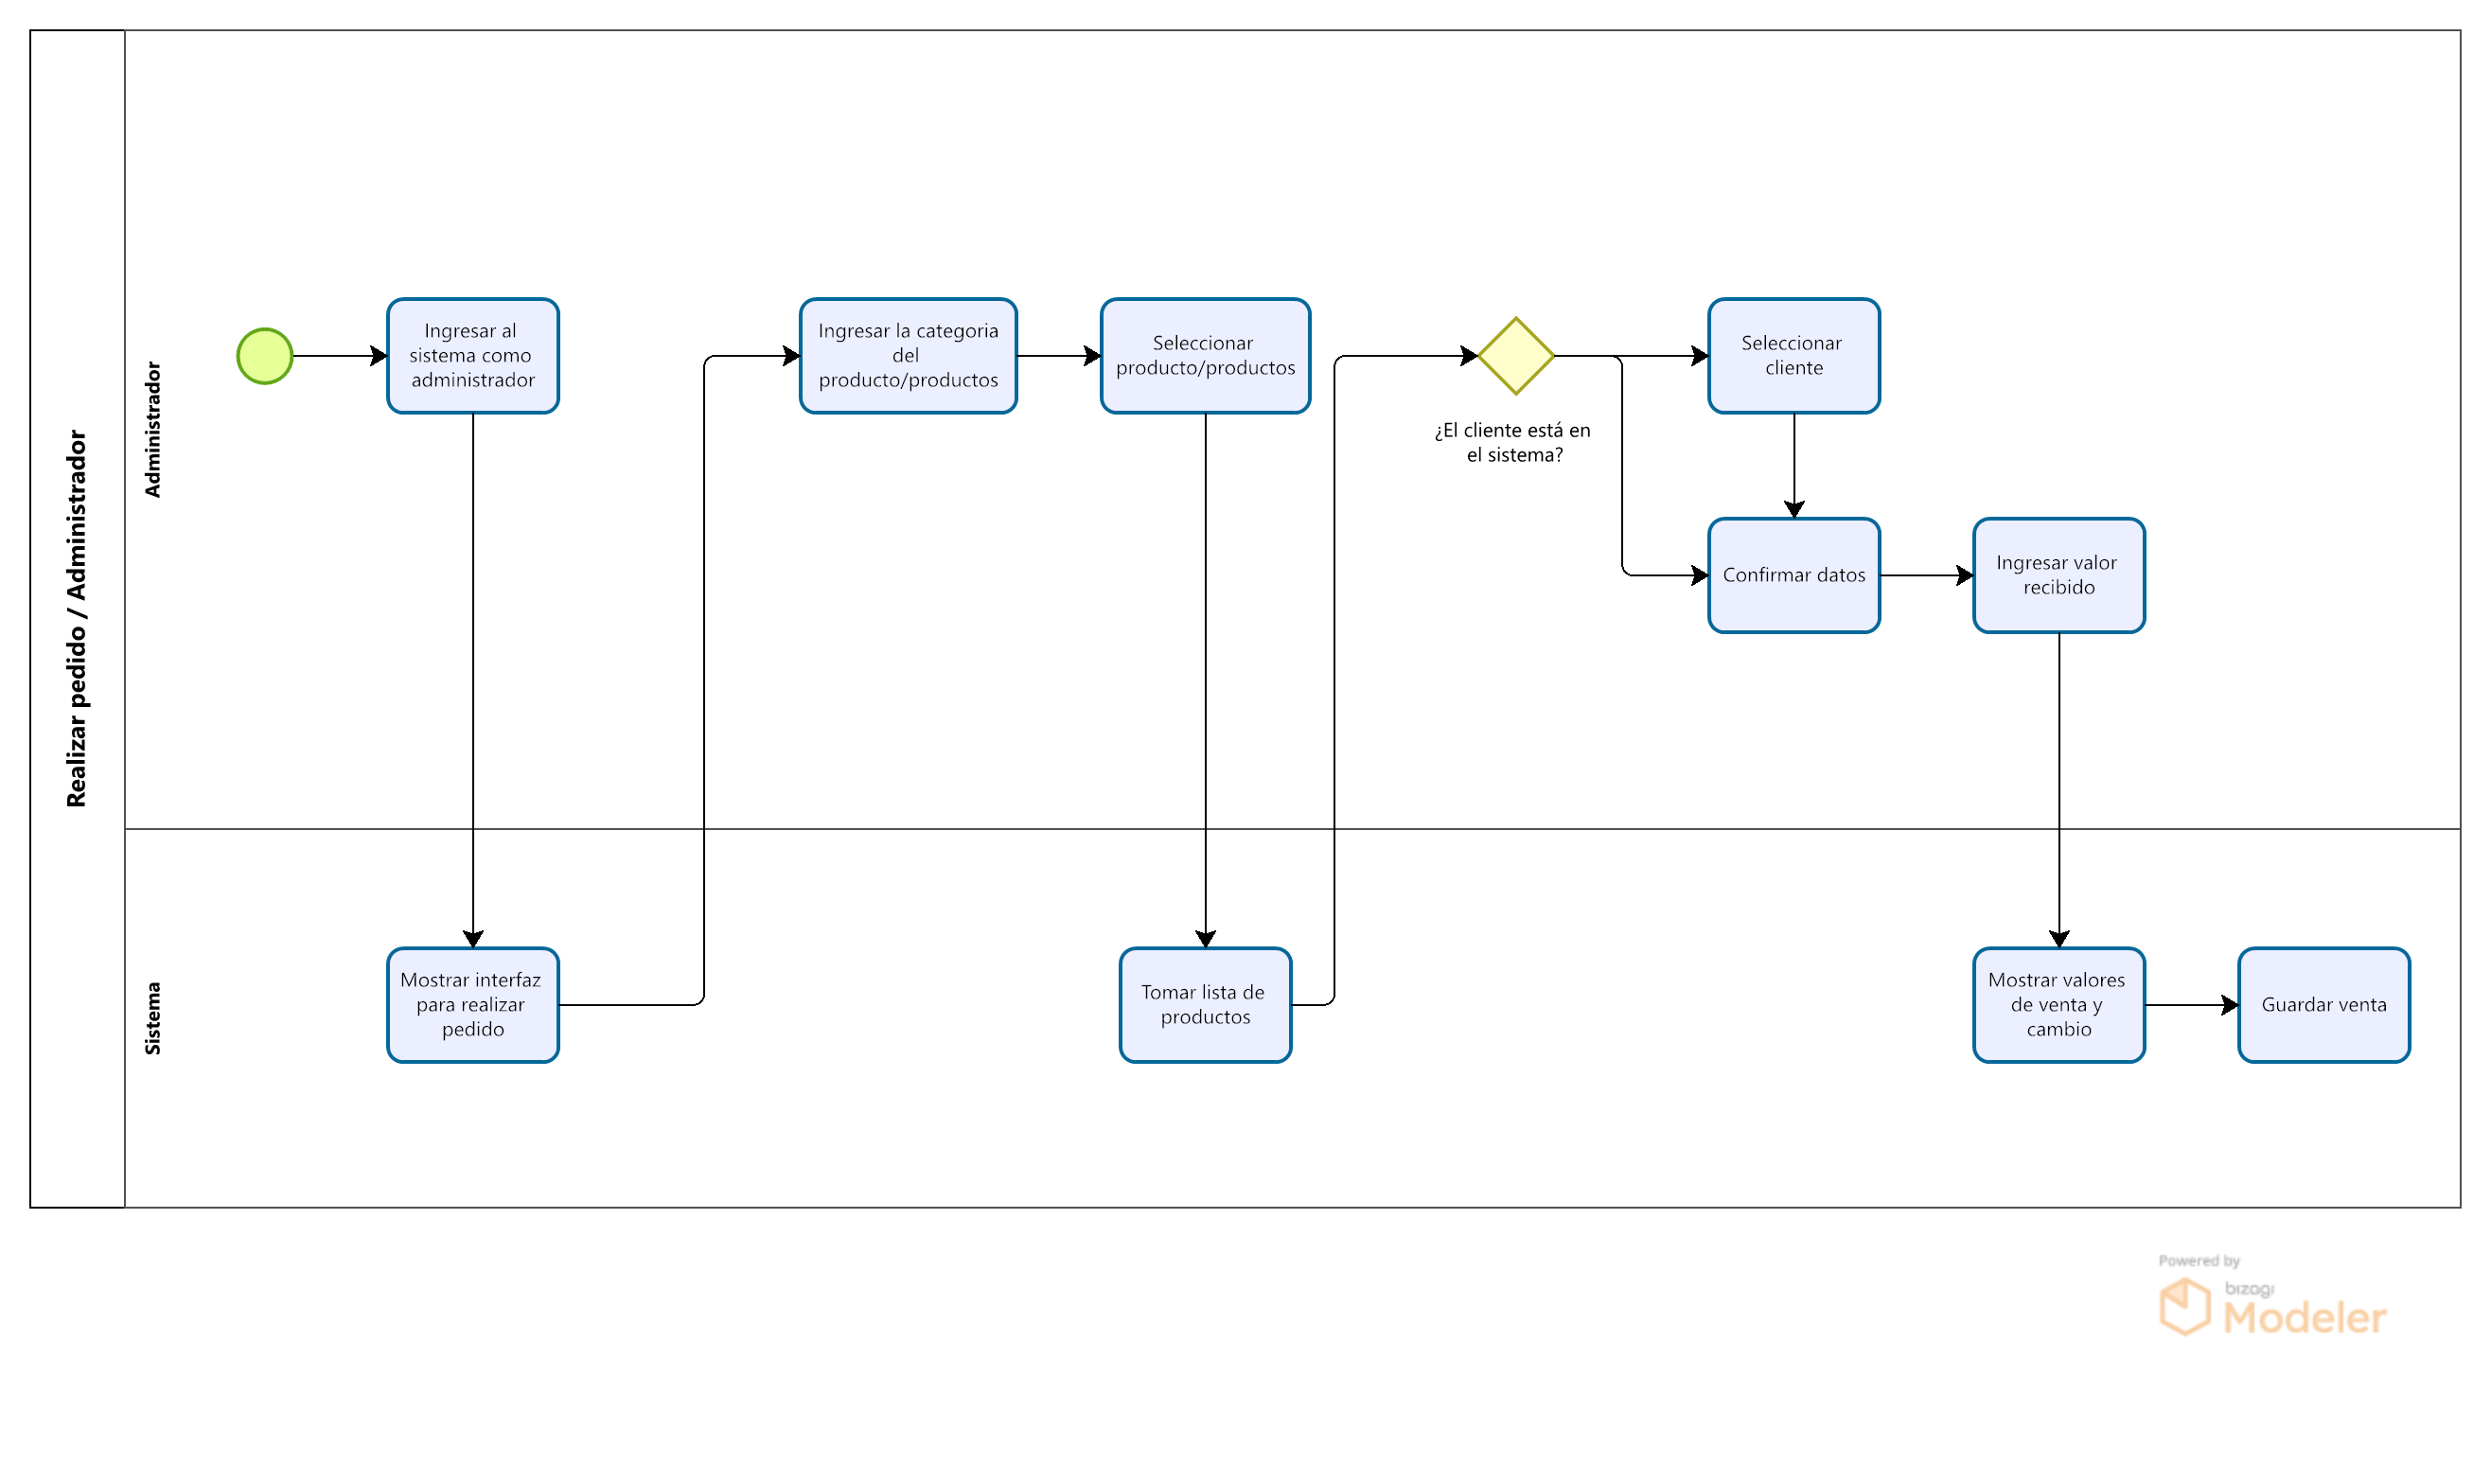 Realizar pedido / Administrador
Administrador
Ingresar al
sistema como
administrador
Ingresar la categoria
del
producto/productos
Seleccionar
producto/productos
¿El cliente está en
el sistema?
Seleccionar
cliente
Confirmar datos
Ingresar valor
recibido
Sistema
Mostrar interfaz
para realizar
pedido
Tomar lista de
productos
Mostrar valores
de venta y
cambio
Guardar venta
Powered by
bizagi
Modeler